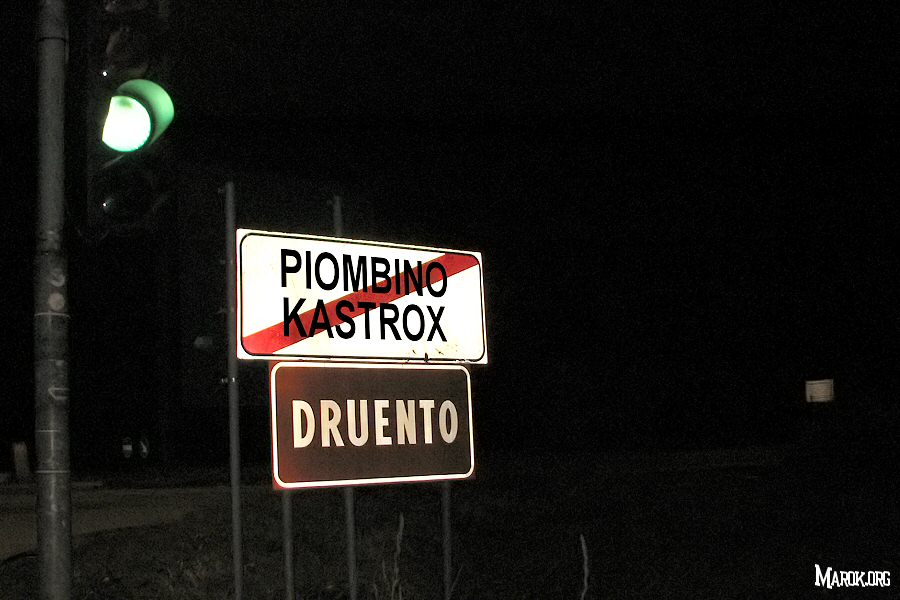 PIOMBINO
KASTROX
DRUENTO
MAROK.ORG